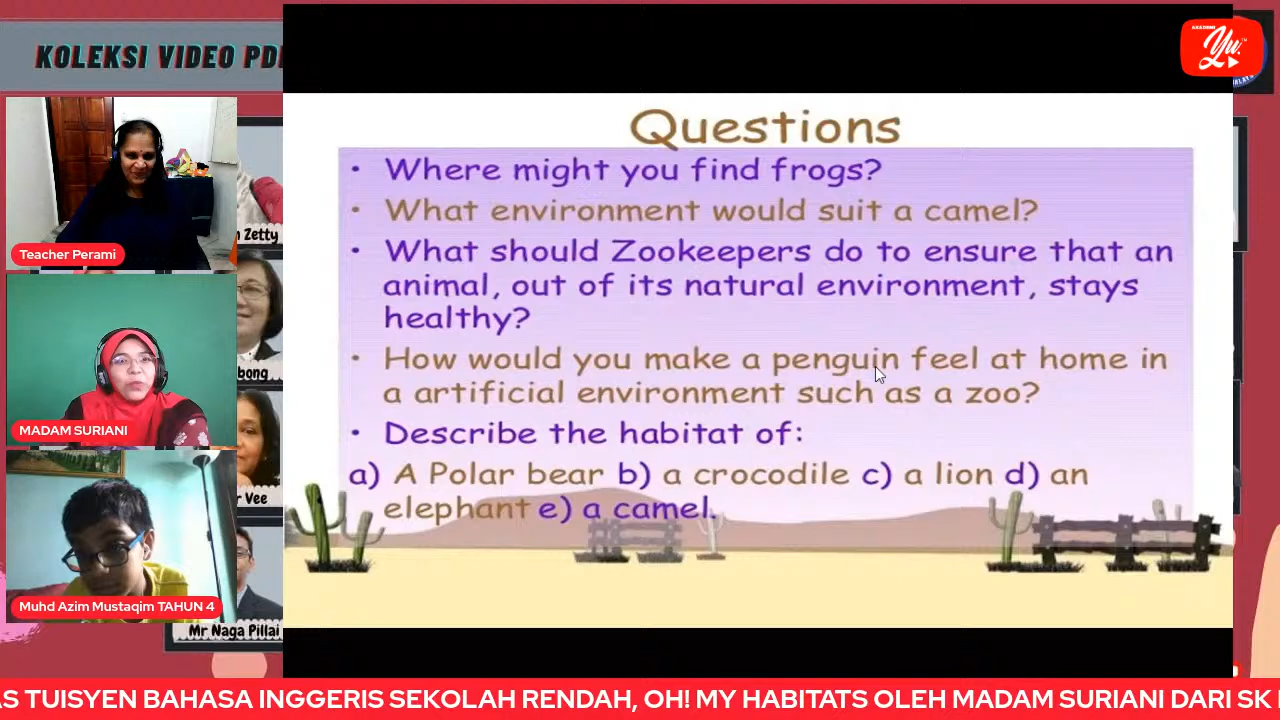 KOLEKSI VIDEO
AKADEMI
Yu
Questions
• Where might you find frogs?
• What environment would suit a camel?
• What should Zookeepers do to ensure that an
animal, out of its natural environment, stays
healthy?
• How would you make a penguin feel at home in
a artificial environment such as a zoo?
• Describe the habitat of:
a) A Polar bear b) a crocodile c) a lion d) an
elephant e) a camel.
Teacher Perami
Zetty
MADAM SURIANI
Vee
Muhd Azim Mustaqim TAHUN 4
Mr Naga Pillai
TUISYEN BAHASA INGGERIS SEKOLAH RENDAH, OH! MY HABITATS OLEH MADAM SURIANI DARI SK